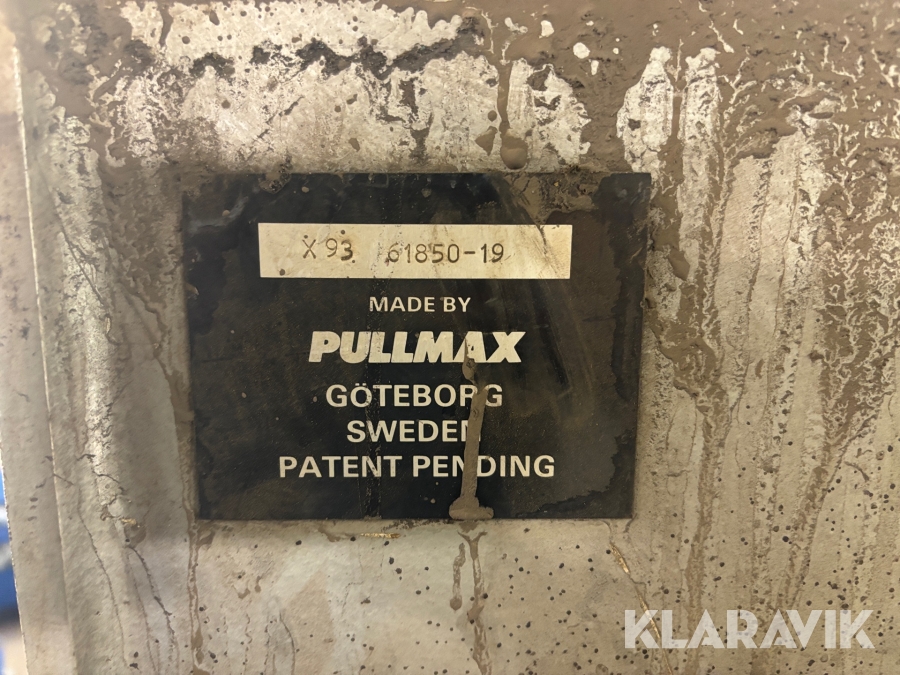 X93 61850-19
MADE BY
PULLMAX
GÖTEBORG
SWEDEN
PATENT PENDING
KLARAVIK